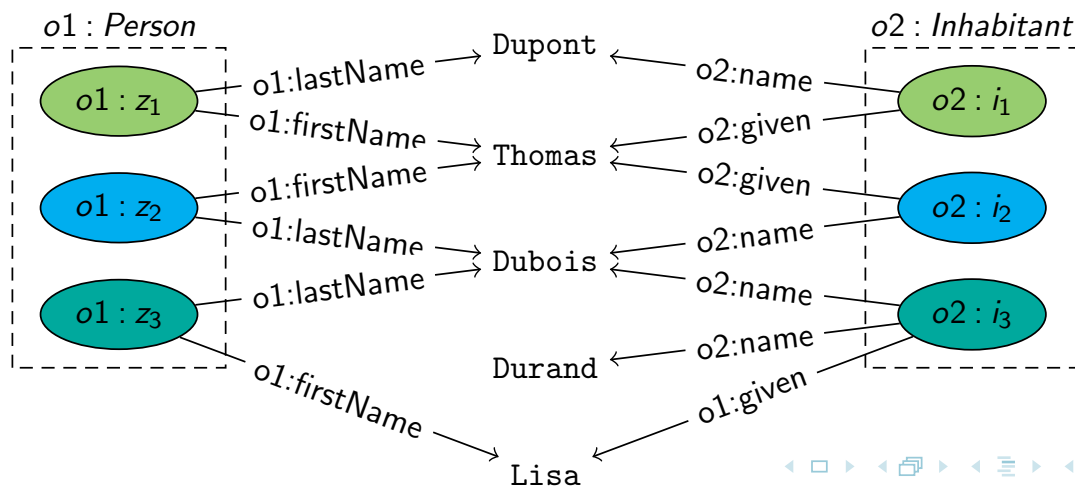 o1 : Person
o2 : Inhabitant
Dupont
o1:lastName
o2:name
o1 : z1
o2 : i1
o1:firstName
o2:given
Thomas
o1:firstName
o2:given
o1 : z2
o2 : i2
o1:lastName
o2:name
Dubois
o1:lastName
o2:name
o1 : z3
o2 : i3
o2:name
Durand
o1:firstName
o1:given
Lisa